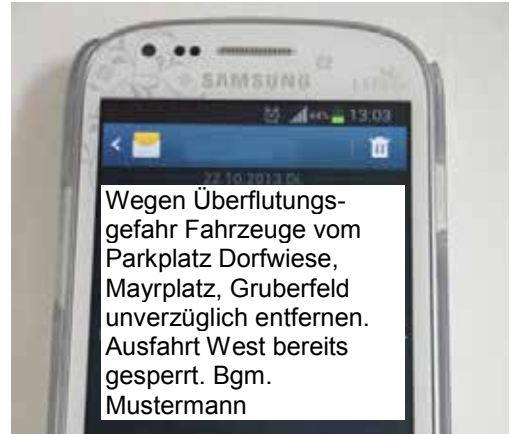 SAMSUNG
13:03
22.10.2013 Di.
Wegen Überflutungs-
gefahr Fahrzeuge vom
Parkplatz Dorfwiese,
Mayrplatz, Gruberfeld
unverzüglich entfernen.
Ausfahrt West bereits
gesperrt. Bgm.
Mustermann